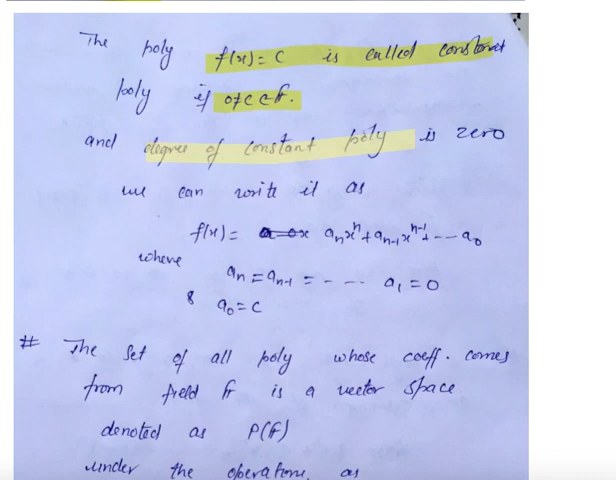 The poly f(x) = c is called constant
poly if 0≠c∈F.
and degree of constant poly is zero
we can write it as
f(x) = aₙxⁿ+aₙ₋₁xⁿ⁻¹+---a₀
where
aₙ = aₙ₋₁ = - --- a₁ = 0
& a₀ = c
# The set of all poly whose coeff. comes
from field F is a vector space
denoted as P(F)
under the operations as